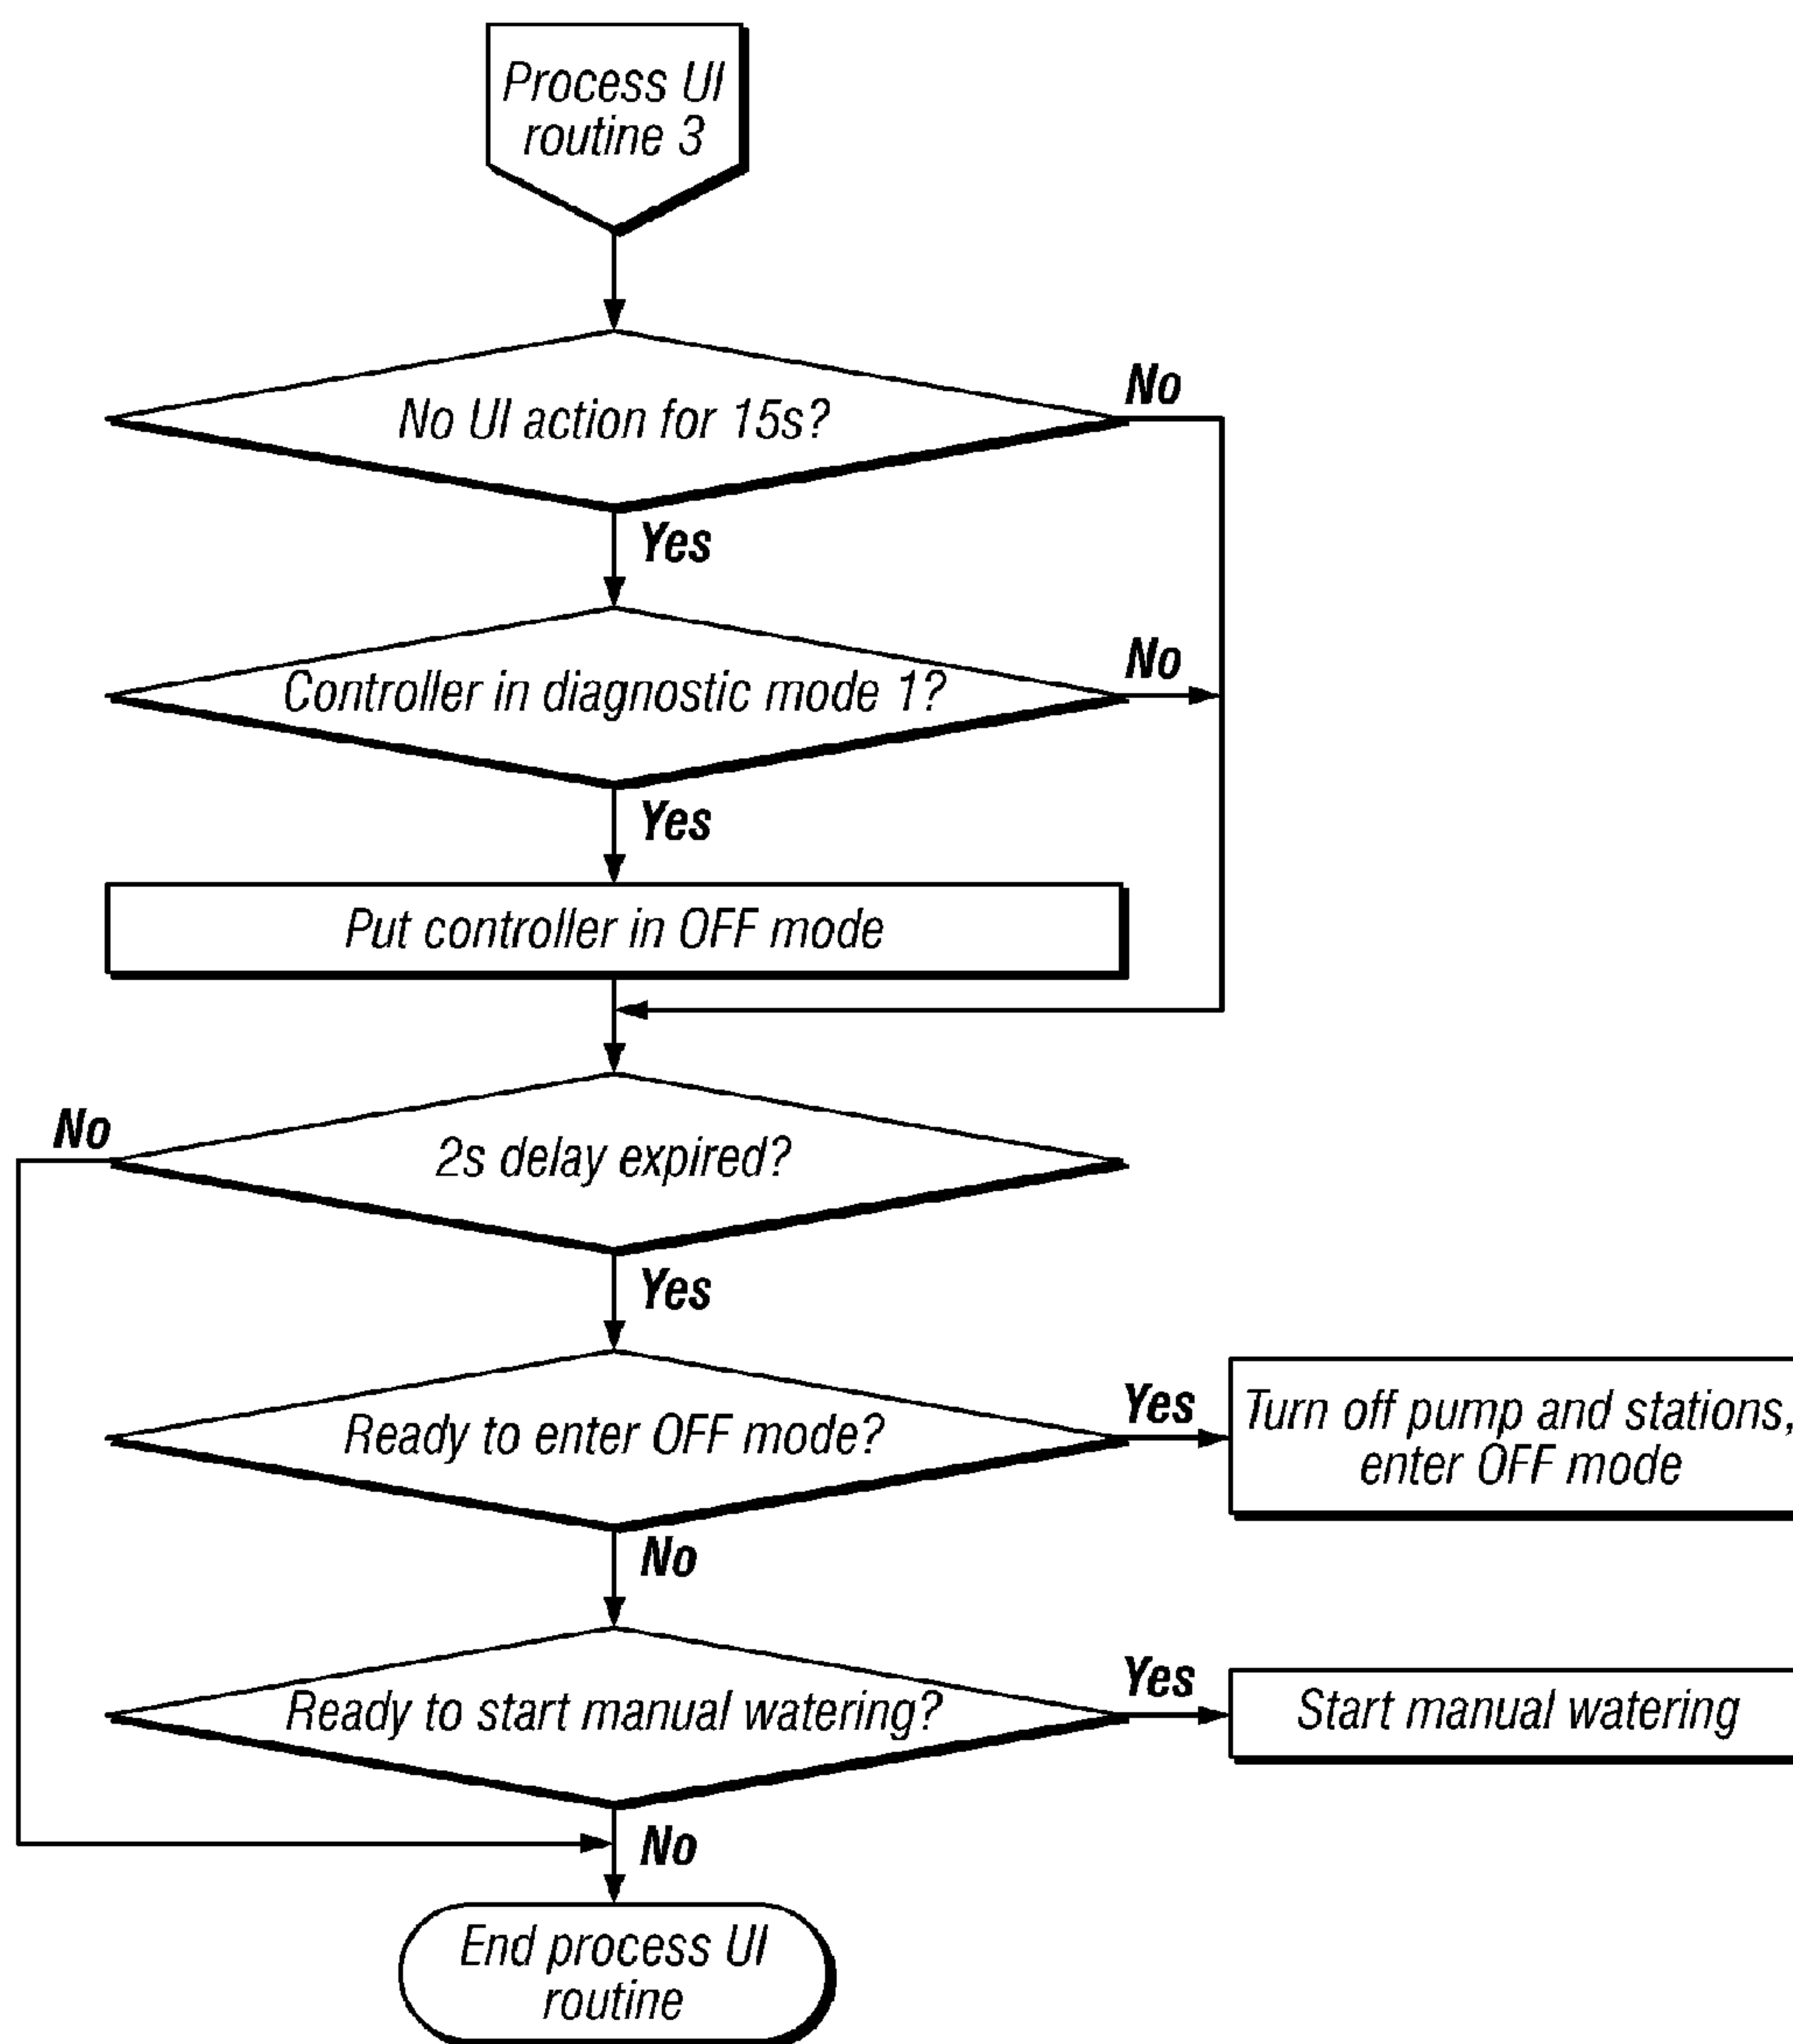 Process UI
routine 3
No UI action for 15s?
No
Yes
Controller in diagnostic mode 1?
No
Yes
Put controller in OFF mode
2s delay expired?
No
Yes
Ready to enter OFF mode?
Yes
Turn off pump and stations,
enter OFF mode
No
Ready to start manual watering?
Yes
Start manual watering
No
End process UI
routine